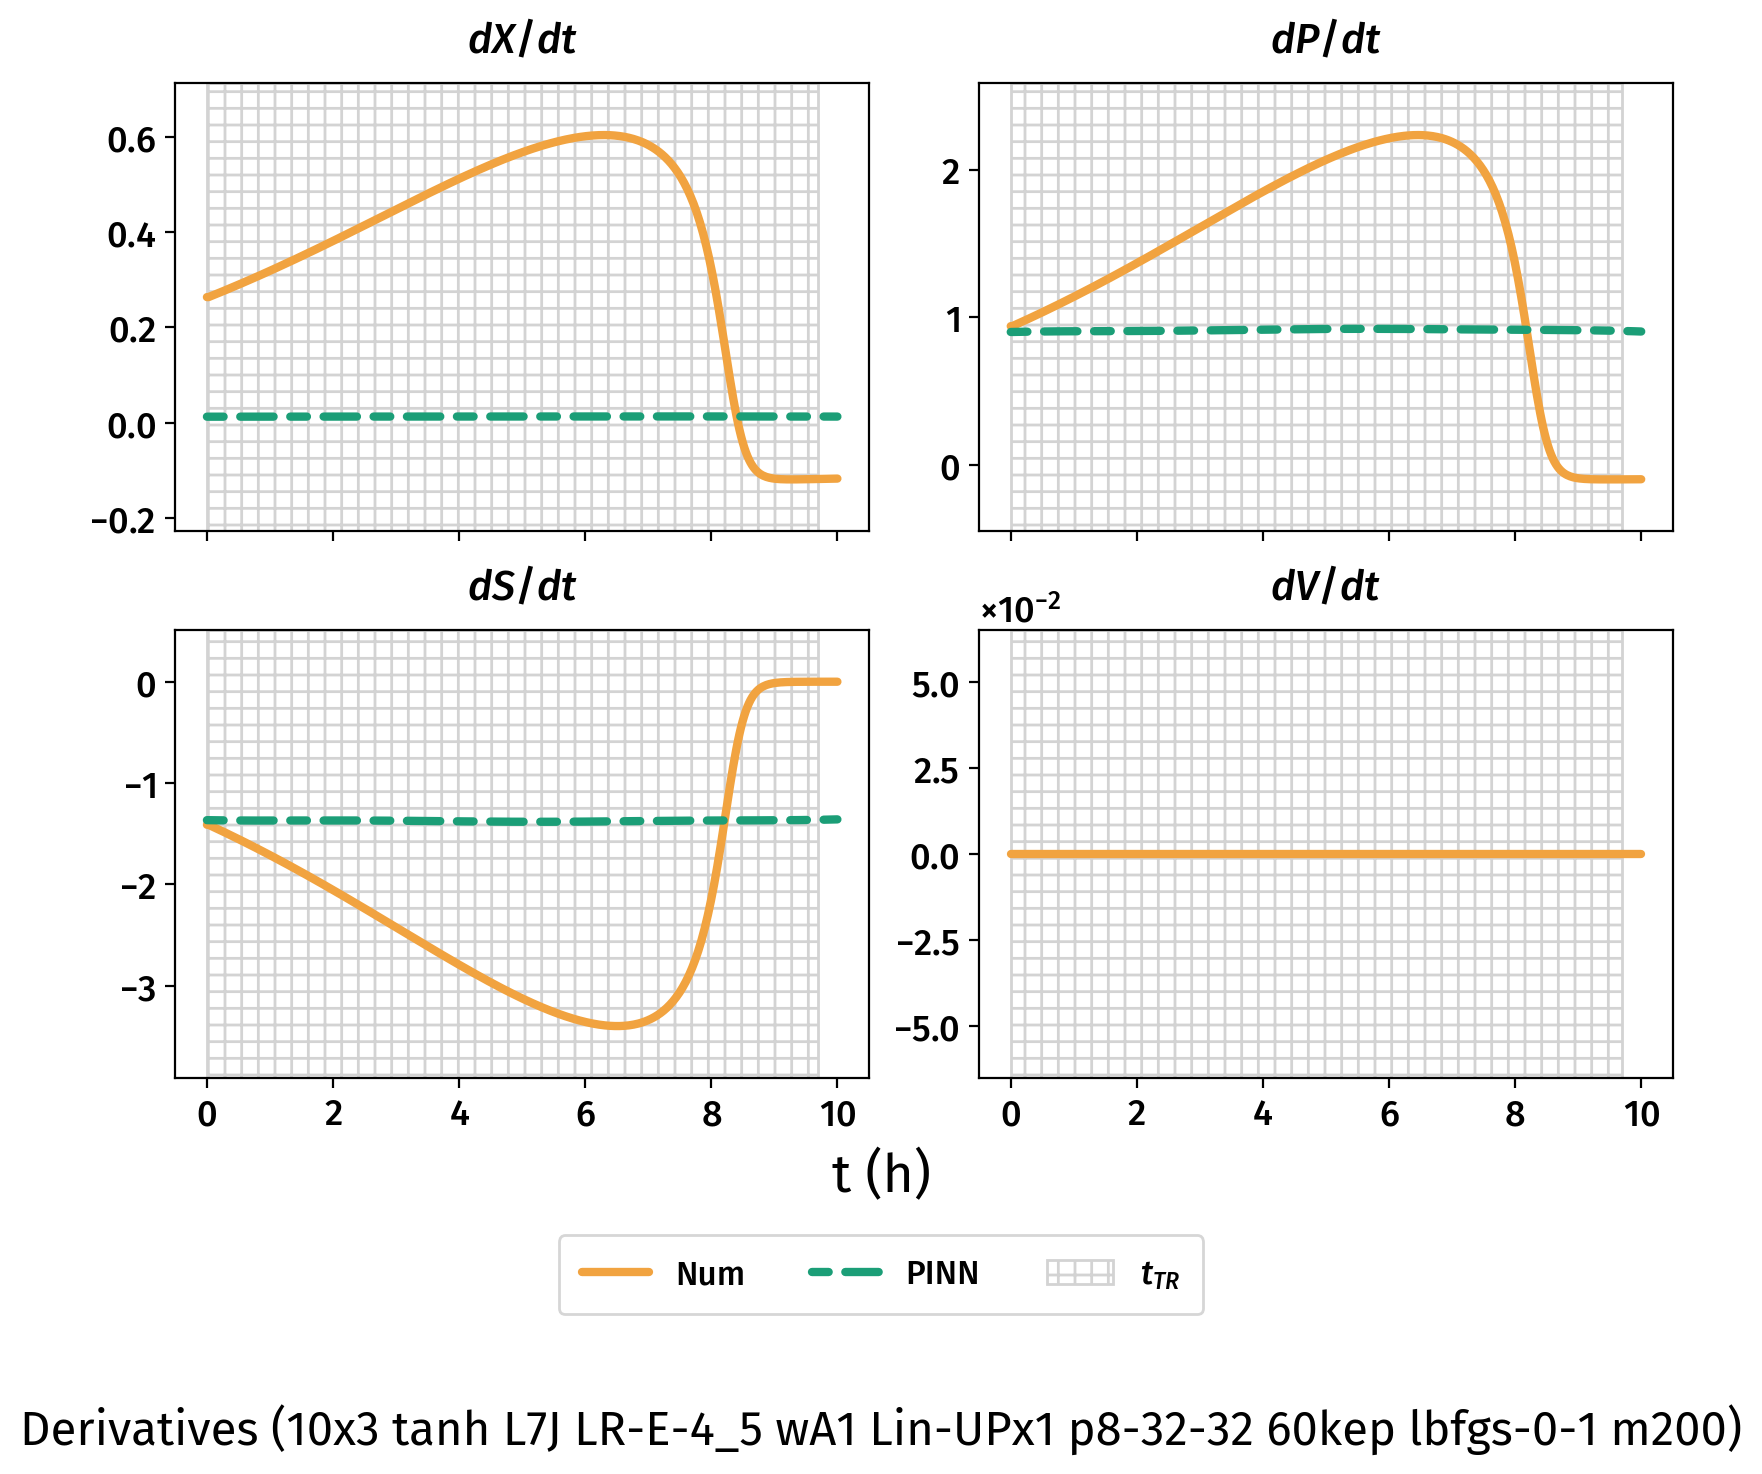 dX/dt
dP/dt
0.6
0.4
0.2
0.0
−0.2
2
1
0
dS/dt
dV/dt
×10⁻²
0
−1
−2
−3
5.0
2.5
0.0
−2.5
−5.0
0 2 4 6 8 10
0 2 4 6 8 10
t (h)
Num PINN t_TR
Derivatives (10x3 tanh L7J LR-E-4_5 wA1 Lin-UPx1 p8-32-32 60kep lbfgs-0-1 m200)